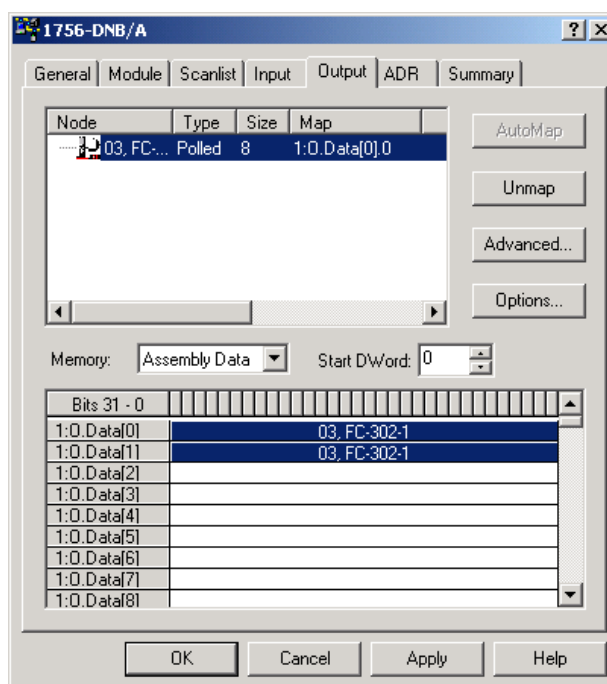 1756-DNB/A
General Module Scanlist Input Output ADR Summary
Node Type Size Map
03, FC-... Polled 8 1:O.Data[0].0
AutoMap
Unmap
Advanced...
Options...
Memory: Assembly Data Start DWord: 0
Bits 31 - 0
1:O.Data[0] 03, FC-302-1
1:O.Data[1] 03, FC-302-1
1:O.Data[2]
1:O.Data[3]
1:O.Data[4]
1:O.Data[5]
1:O.Data[6]
1:O.Data[7]
1:O.Data[8]
OK Cancel Apply Help